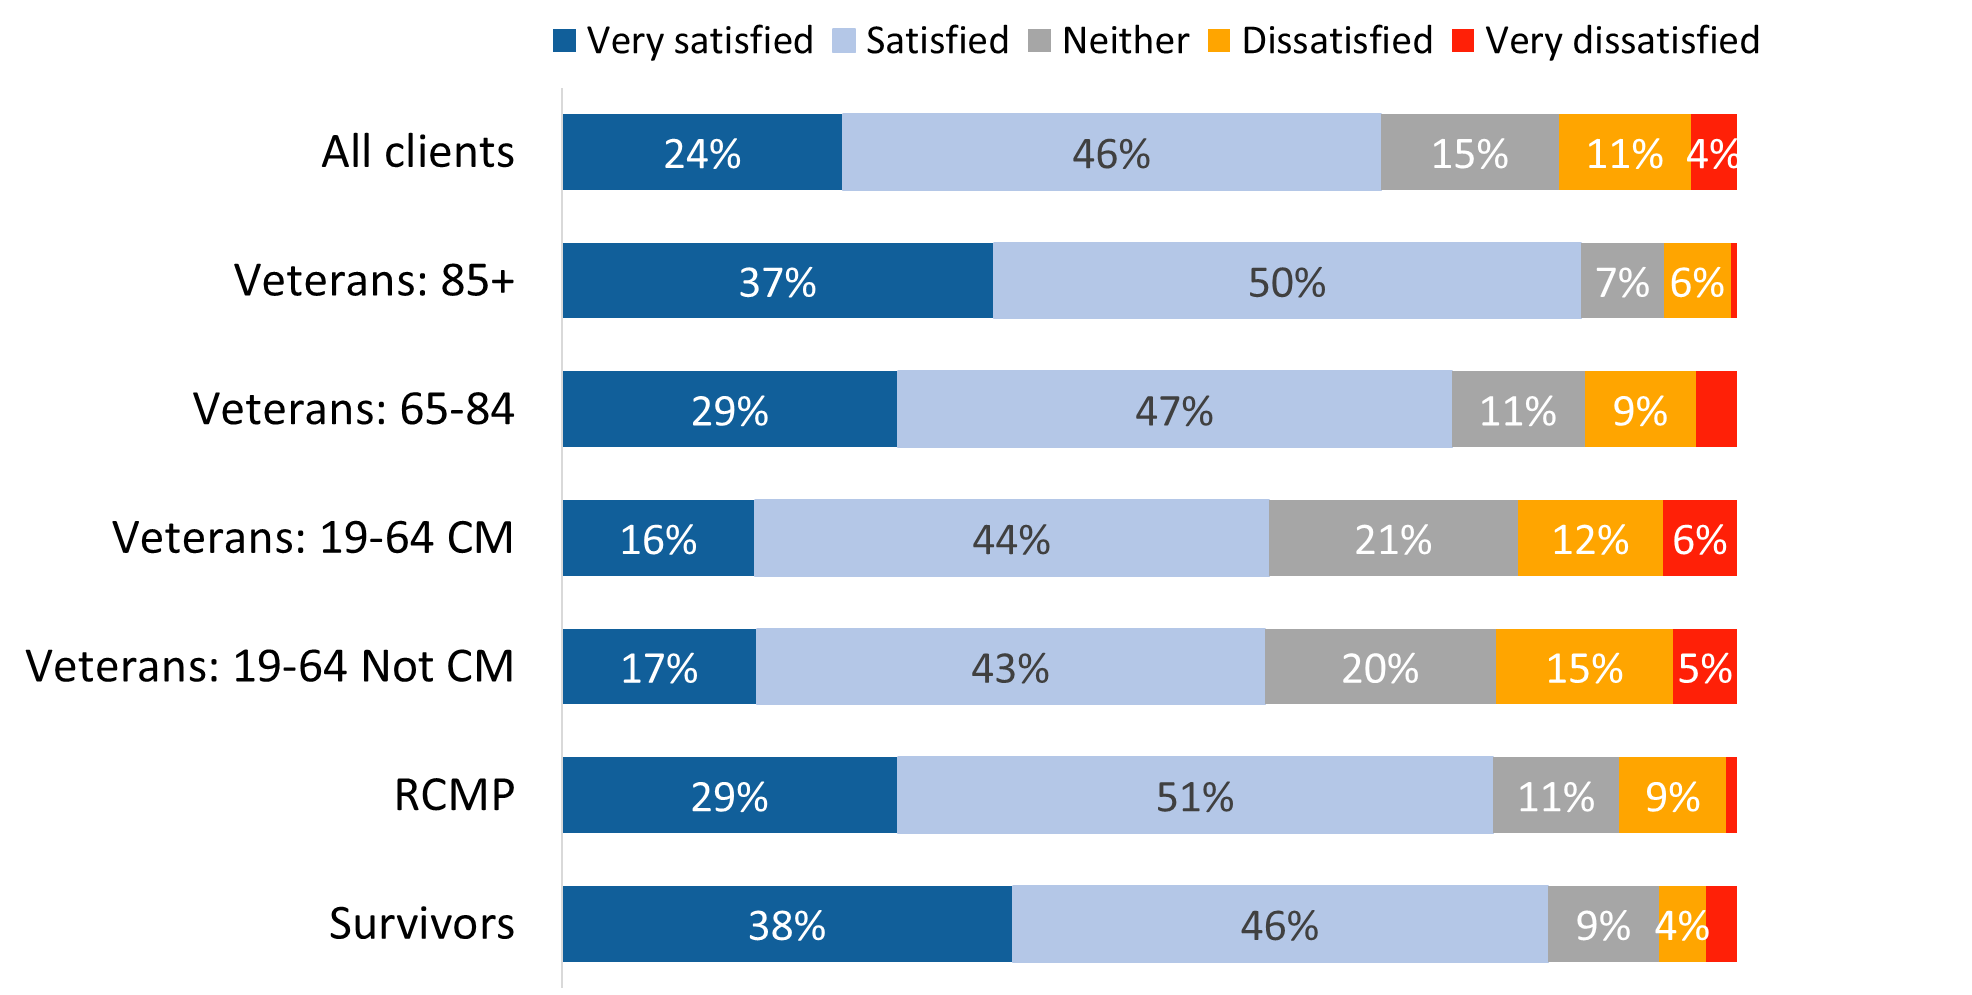 Very satisfied Satisfied Neither Dissatisfied Very dissatisfied
All clients 24% 46% 15% 11% 4%
Veterans: 85+ 37% 50% 7% 6%
Veterans: 65-84 29% 47% 11% 9%
Veterans: 19-64 CM 16% 44% 21% 12% 6%
Veterans: 19-64 Not CM 17% 43% 20% 15% 5%
RCMP 29% 51% 11% 9%
Survivors 38% 46% 9% 4%